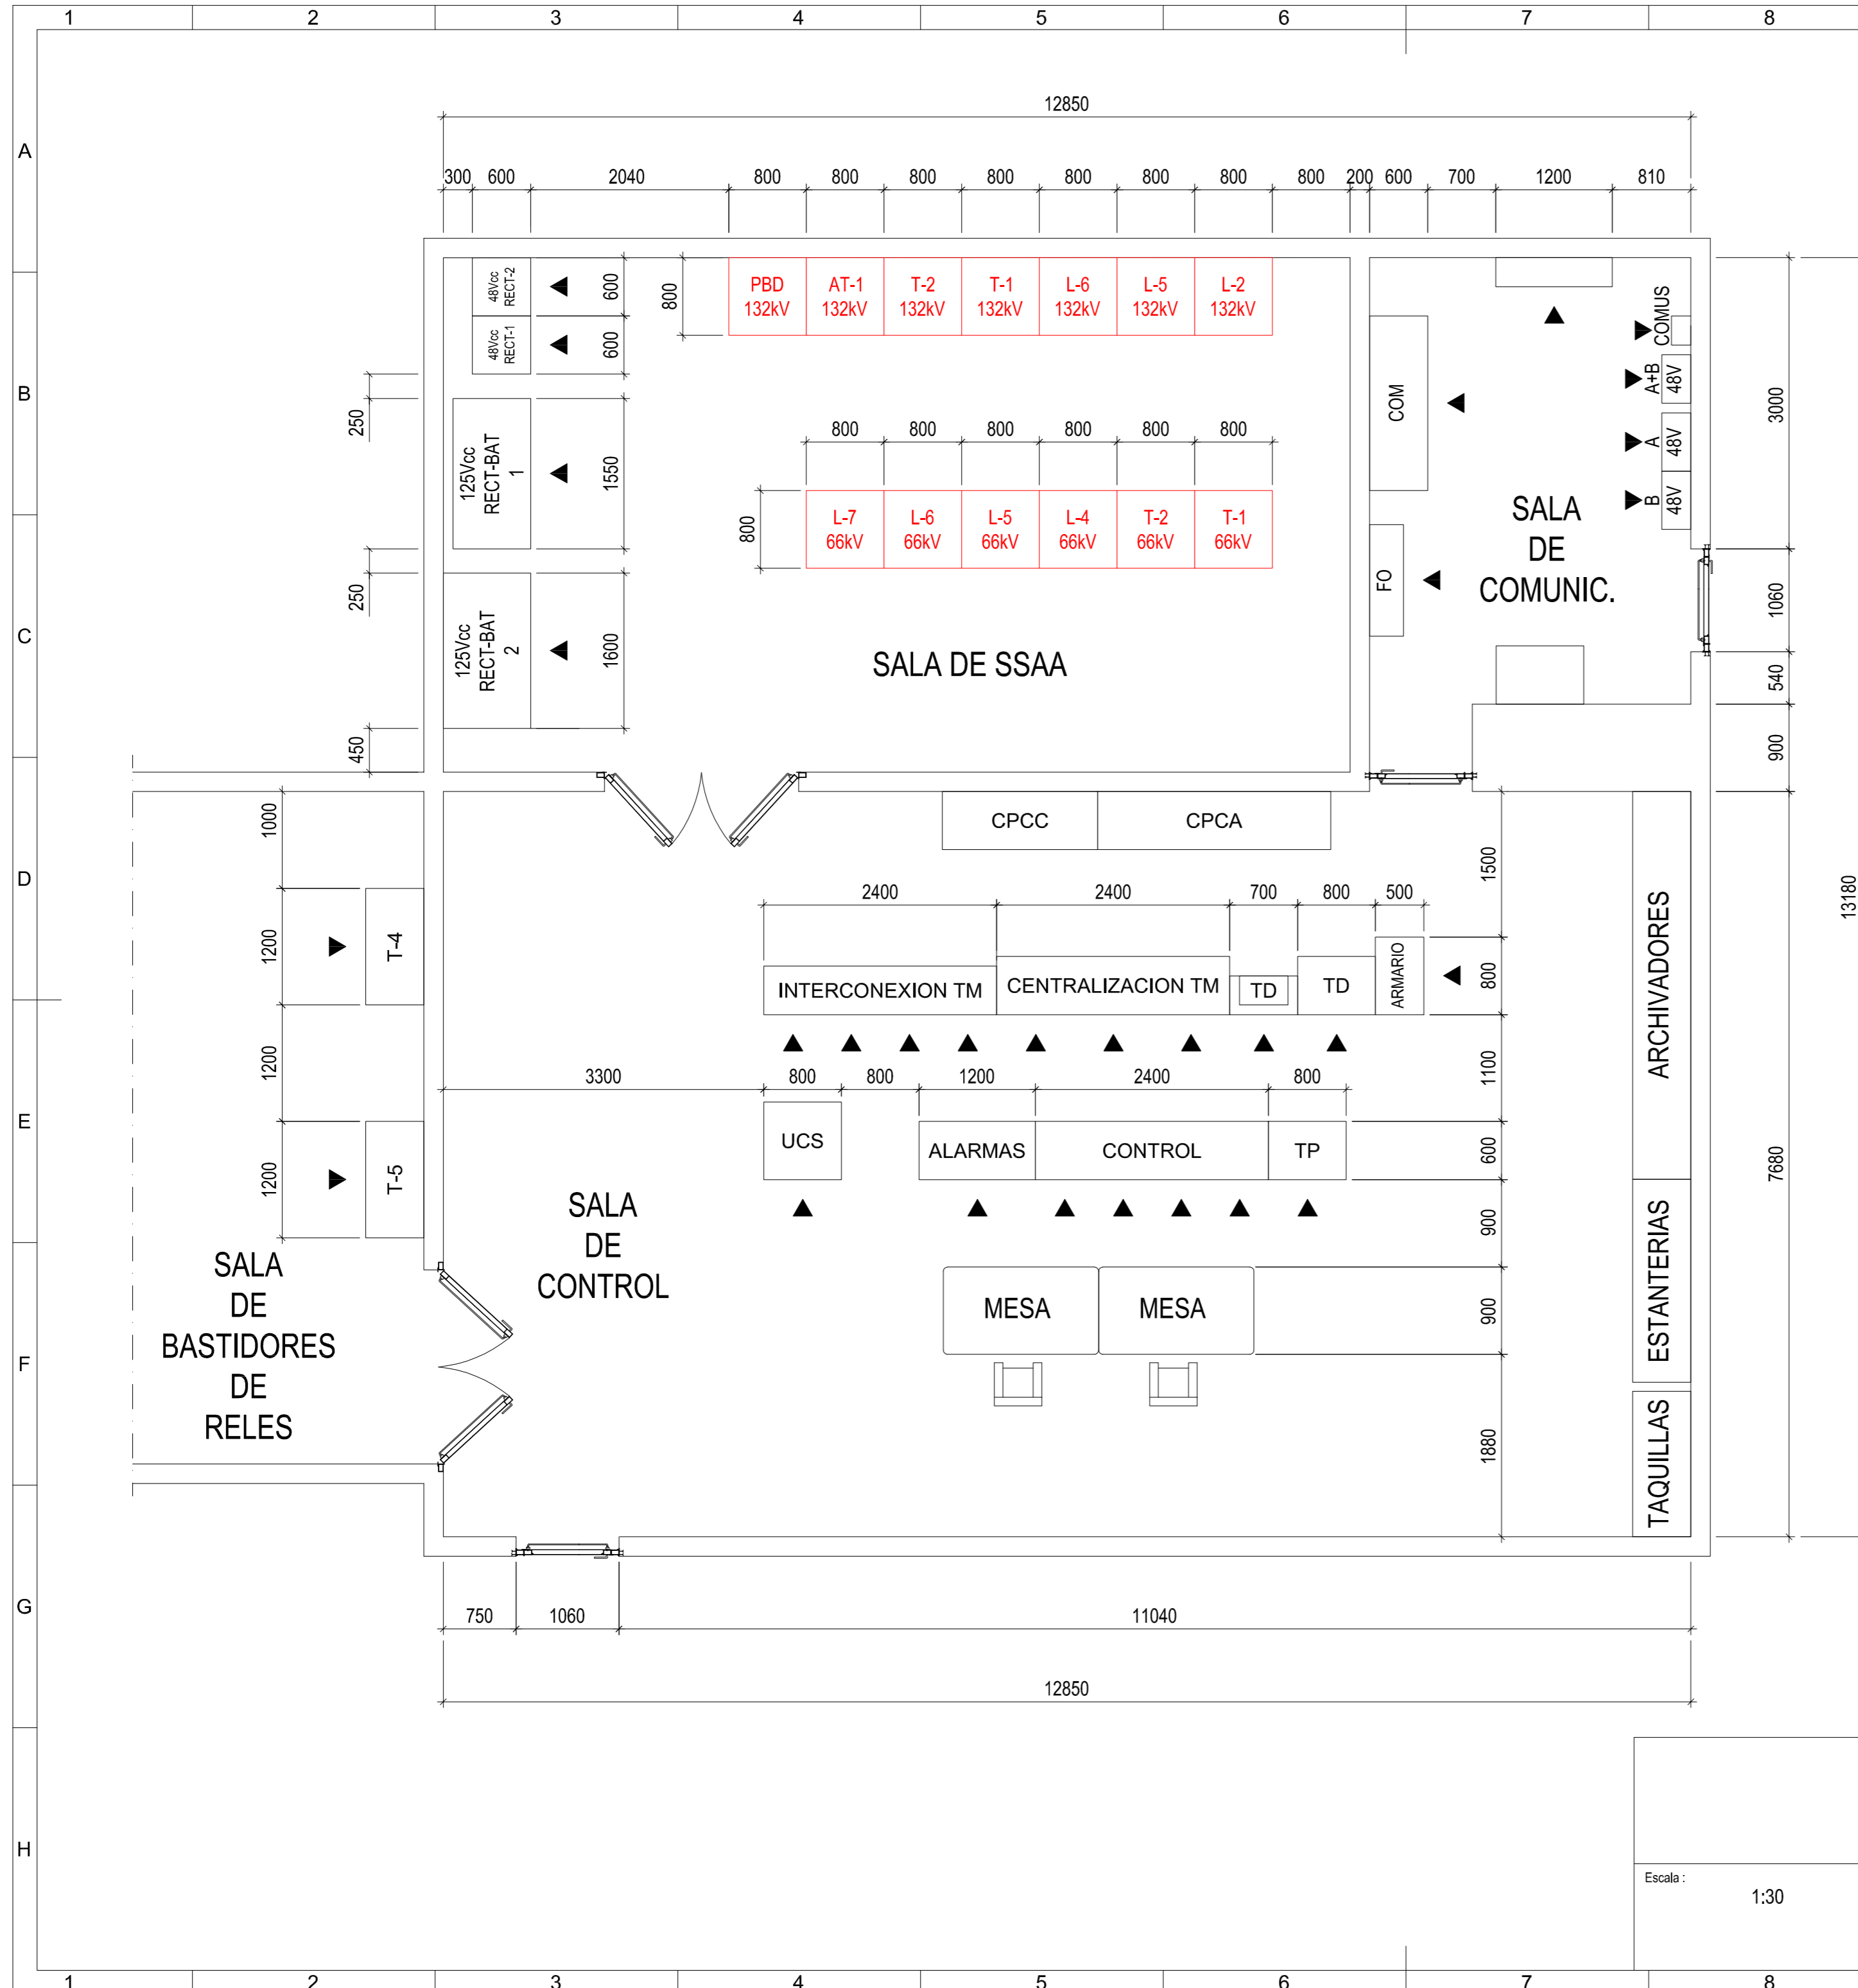 1 2 3 4 5 6 7 8
A
B
C
D
E
F
G
H
12850
300 600 2040 800 800 800 800 800 800 800 800 200 600 700 1200 810
48Vcc
RECT-2
600
48Vcc
RECT-1
600
800
PBD
132kV
AT-1
132kV
T-2
132kV
T-1
132kV
L-6
132kV
L-5
132kV
L-2
132kV
COMUS
A+B
48V
A
48V
B
48V
COM
3000
250
125Vcc
RECT-BAT
1
1550
800 800 800 800 800 800
800
L-7
66kV
L-6
66kV
L-5
66kV
L-4
66kV
T-2
66kV
T-1
66kV
SALA
DE
COMUNIC.
FO
1060
250
125Vcc
RECT-BAT
2
1600
SALA DE SSAA
540
450
900
1000
CPCC
CPCA
1500
13180
1200
T-4
2400 2400 700 800 500
INTERCONEXION TM
CENTRALIZACION TM
TD
TD
ARMARIO
800
ARCHIVADORES
1200
3300 800 800 1200 2400 800
1100
UCS
ALARMAS
CONTROL
TP
600
1200
T-5
7680
SALA
DE
CONTROL
900
SALA
DE
BASTIDORES
DE
RELES
MESA
MESA
900
ESTANTERIAS
1880
TAQUILLAS
750 1060 11040
12850
Escala :
1:30
1 2 3 4 5 6 7 8